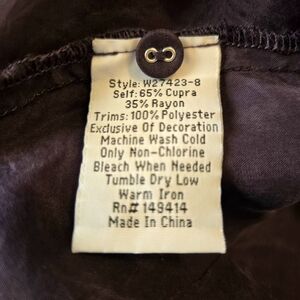 Style: W27423-8
Self: 65% Cupra
35% Rayon
Trims: 100% Polyester
Exclusive Of Decoration
Machine Wash Cold
Only Non-Chlorine
Bleach When Needed
Tumble Dry Low
Warm Iron
Rn# 149414
Made In China